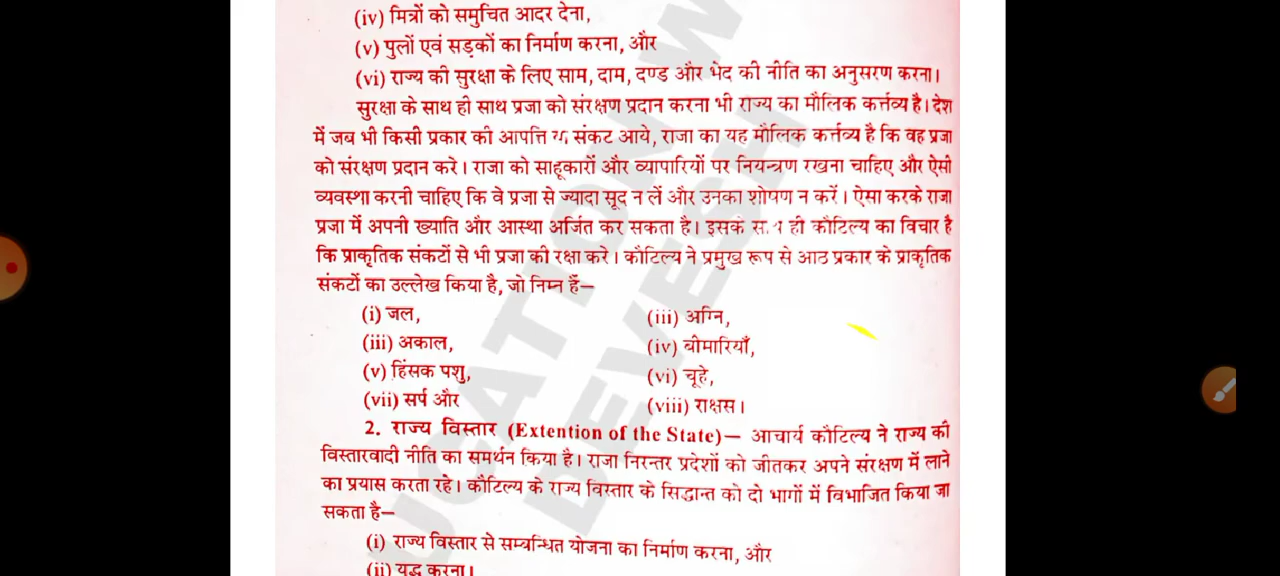 (iv) मित्रों को समुचित आदर देना,
(v) पुलों एवं सड़कों का निर्माण करना, और
(vi) राज्य की सुरक्षा के लिए साम, दाम, दण्ड और भेद की नीति का अनुसरण करना।
सुरक्षा के साथ ही साथ प्रजा को संरक्षण प्रदान करना भी राज्य का मौलिक कर्त्तव्य है। देश
में जब भी किसी प्रकार की आपत्ति संकट आये, राजा का यह मौलिक कर्त्तव्य है कि वह प्रजा
को संरक्षण प्रदान करे। राजा को साहूकारों और व्यापारियों पर नियन्त्रण रखना चाहिए और ऐसी
व्यवस्था करनी चाहिए कि वे प्रजा से ज्यादा सूद न लें और उनका शोषण न करें। ऐसा करके राजा
प्रजा में अपनी ख्याति और आस्था अर्जित कर सकता है। इसके ही कौटिल्य का विचार है
कि प्राकृतिक संकटों से भी प्रजा की रक्षा करे। कौटिल्य ने प्रमुख रूप से आठ प्रकार के प्राकृतिक
संकटों का उल्लेख किया है, जो निम्न हैं—
(i) जल, (iii) अग्नि,
(iii) अकाल, (iv) बीमारियाँ,
(v) हिंसक पशु, (vi) चूहे,
(vii) सर्प और (viii) राक्षस।
2. राज्य विस्तार (Extention of the State)— आचार्य कौटिल्य ने राज्य की
विस्तारवादी नीति का समर्थन किया है। राजा निरन्तर प्रदेशों को जीतकर अपने संरक्षण में लाने
का प्रयास करता रहे। कौटिल्य के राज्य विस्तार के सिद्धान्त को दो भागों में विभाजित किया जा
सकता है—
(i) राज्य विस्तार से सम्बन्धित योजना का निर्माण करना, और
(ii) युद्ध करना।
UCATION W
DEVESH